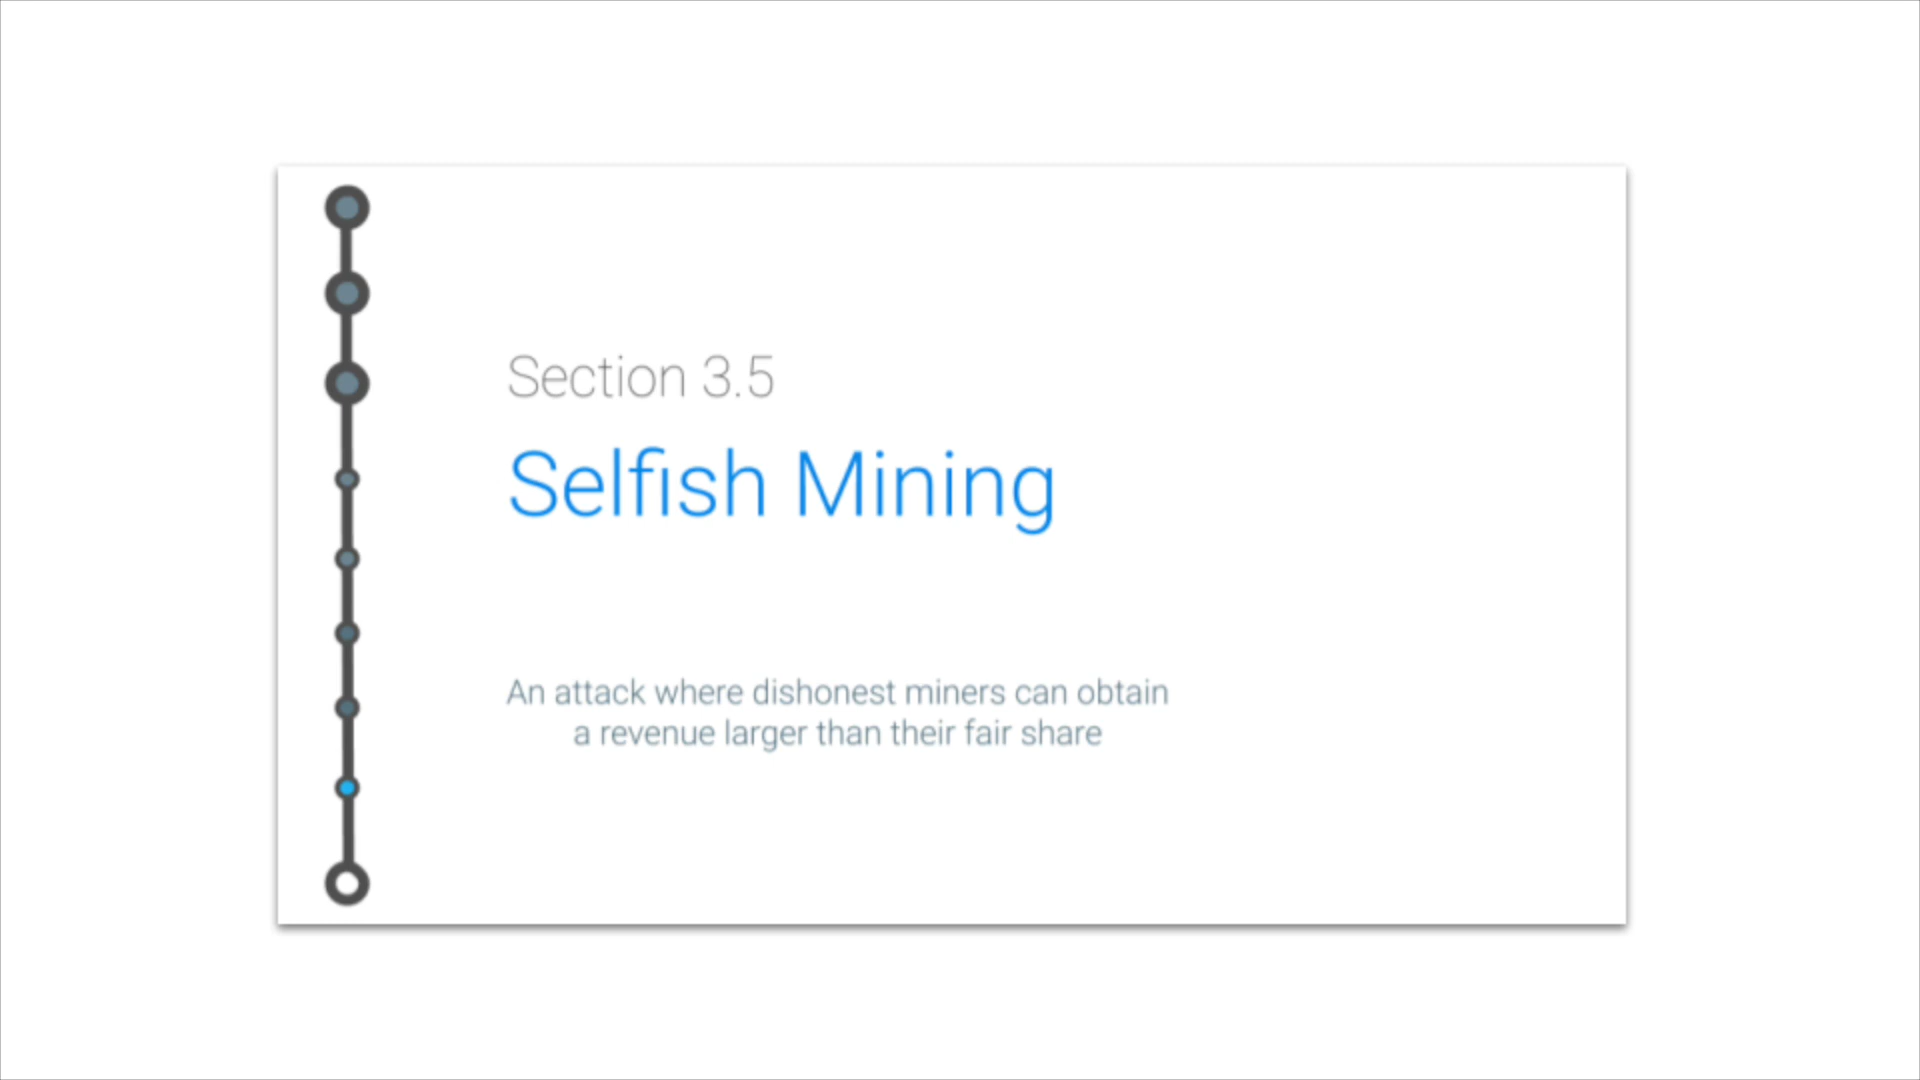 Section 3.5
Selfish Mining
An attack where dishonest miners can obtain
a revenue larger than their fair share